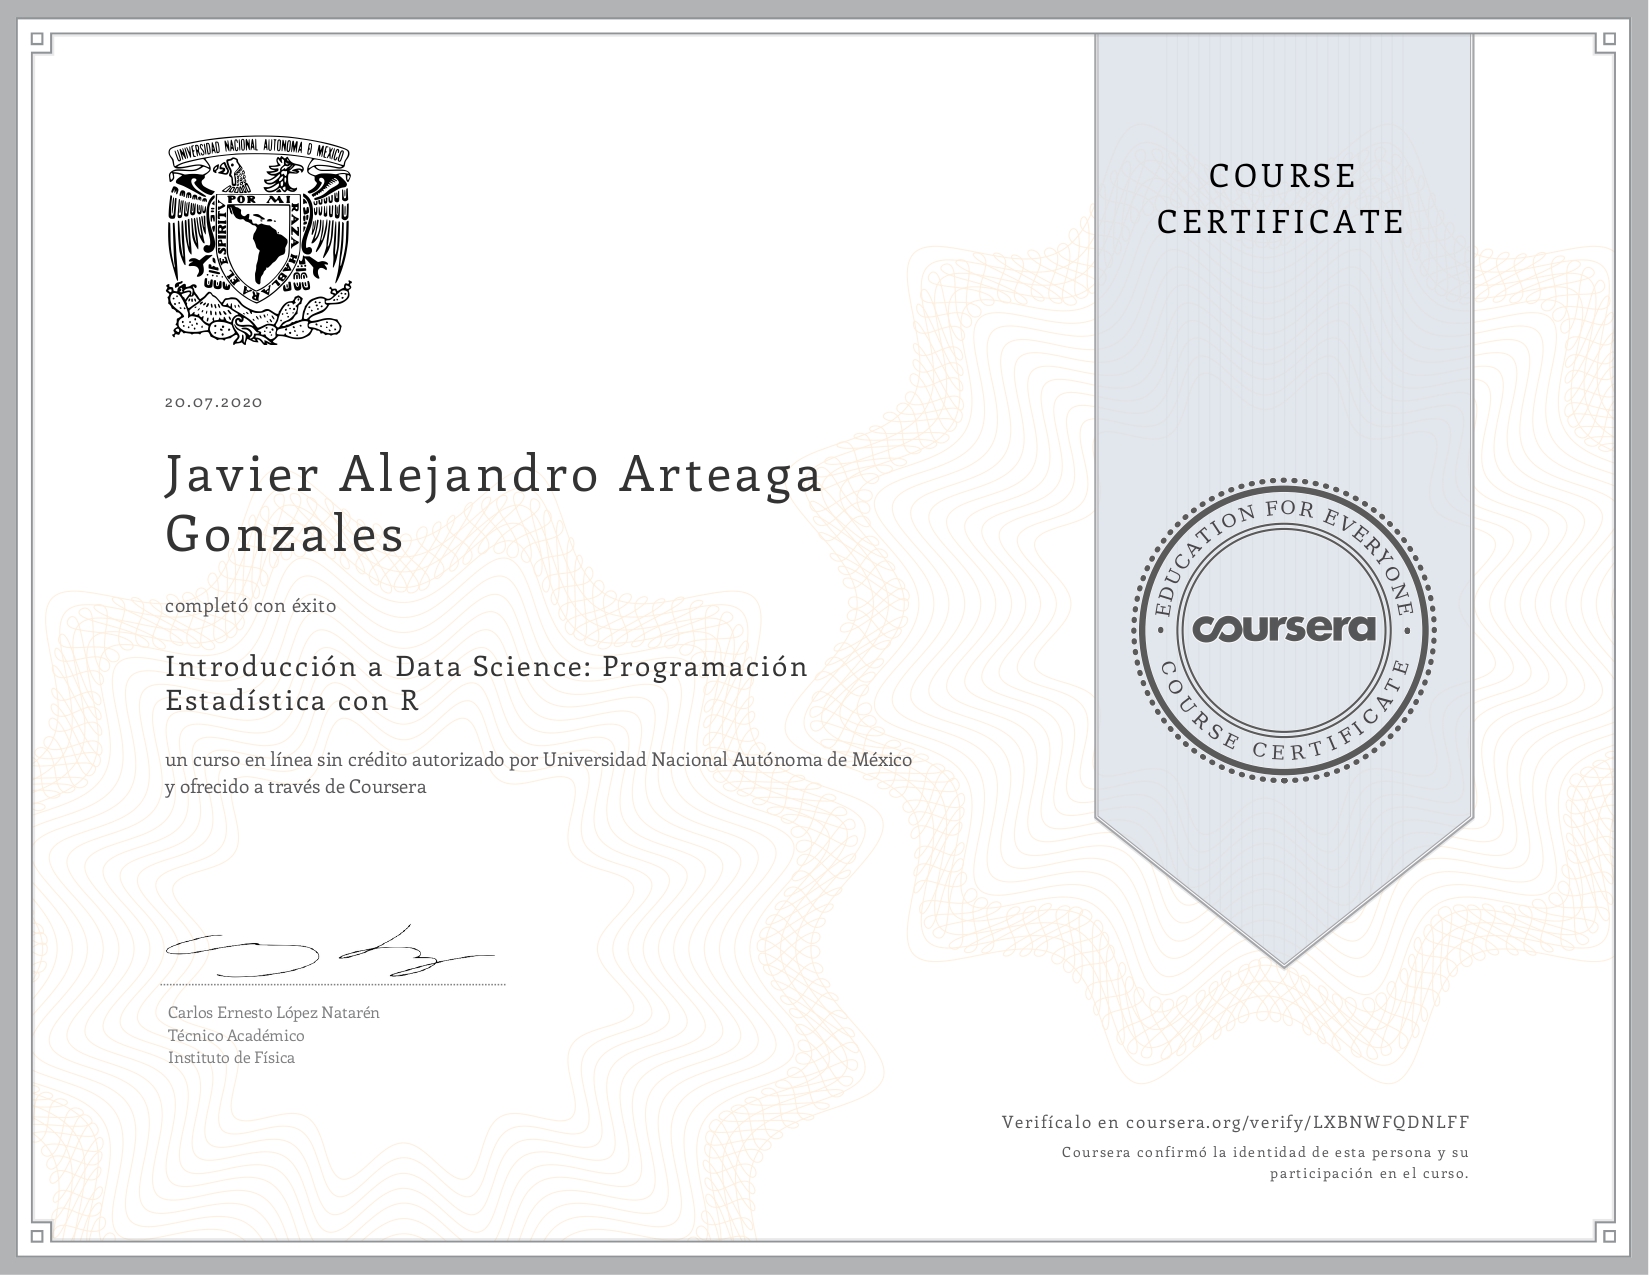 UNIVERSIDAD NACIONAL AUTONOMA D MEXICO
POR MI RAZA HABLARA EL ESPIRITU
20.07.2020
Javier Alejandro Arteaga
Gonzales
completó con éxito
Introducción a Data Science: Programación
Estadística con R
un curso en línea sin crédito autorizado por Universidad Nacional Autónoma de México
y ofrecido a través de Coursera
Carlos Ernesto López Natarén
Técnico Académico
Instituto de Física
COURSE
CERTIFICATE
EDUCATION FOR EVERYONE
coursera
COURSE CERTIFICATE
Verifícalo en coursera.org/verify/LXBNWFQDNLFF
Coursera confirmó la identidad de esta persona y su
participación en el curso.